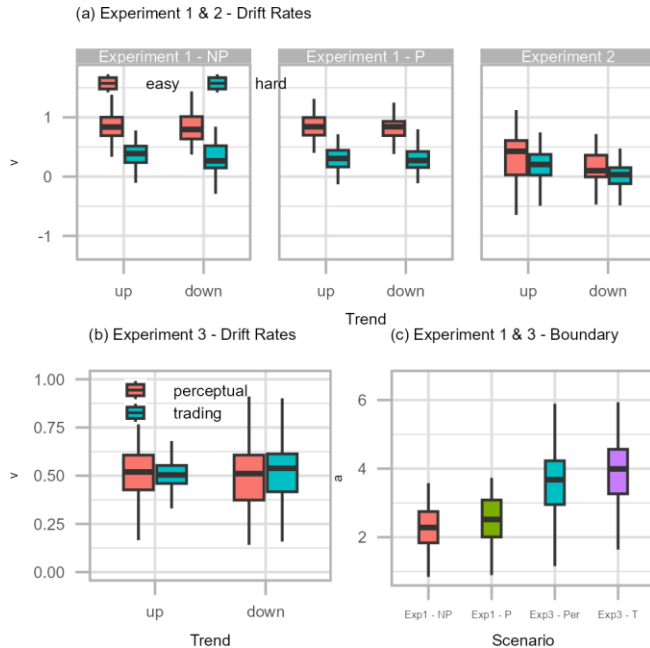 (a) Experiment 1 & 2 - Drift Rates
Experiment 1 - NP
Experiment 1 - P
Experiment 2
easy
hard
1
0
-1
v
up
down
up
down
up
down
Trend
(b) Experiment 3 - Drift Rates
perceptual
trading
1.00
0.75
0.50
0.25
0.00
v
up
down
Trend
(c) Experiment 1 & 3 - Boundary
6
4
2
a
Exp1 - NP
Exp1 - P
Exp3 - Per
Exp3 - T
Scenario